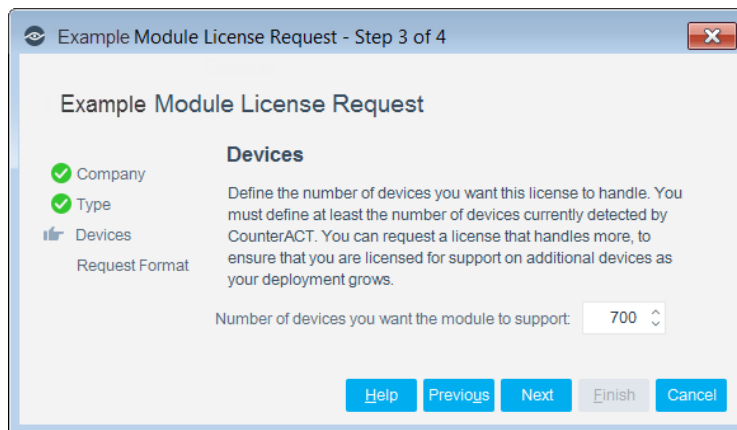 Example Module License Request - Step 3 of 4
Example Module License Request
Company
Type
Devices
Request Format
Devices
Define the number of devices you want this license to handle. You
must define at least the number of devices currently detected by
CounterACT. You can request a license that handles more, to
ensure that you are licensed for support on additional devices as
your deployment grows.
Number of devices you want the module to support: 700
Help Previous Next Finish Cancel